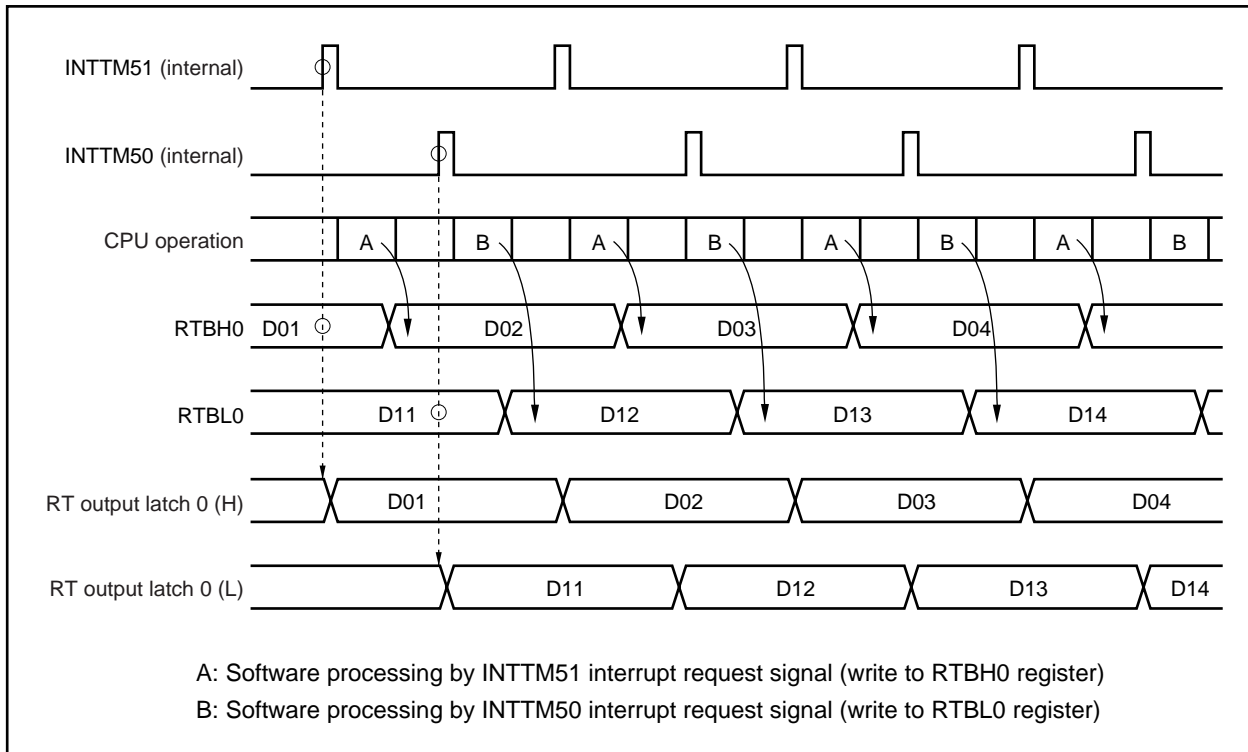 INTTM51 (internal)
INTTM50 (internal)
CPU operation A B A B A B A B
RTBH0 D01 D02 D03 D04
RTBL0 D11 D12 D13 D14
RT output latch 0 (H) D01 D02 D03 D04
RT output latch 0 (L) D11 D12 D13 D14
A: Software processing by INTTM51 interrupt request signal (write to RTBH0 register)
B: Software processing by INTTM50 interrupt request signal (write to RTBL0 register)